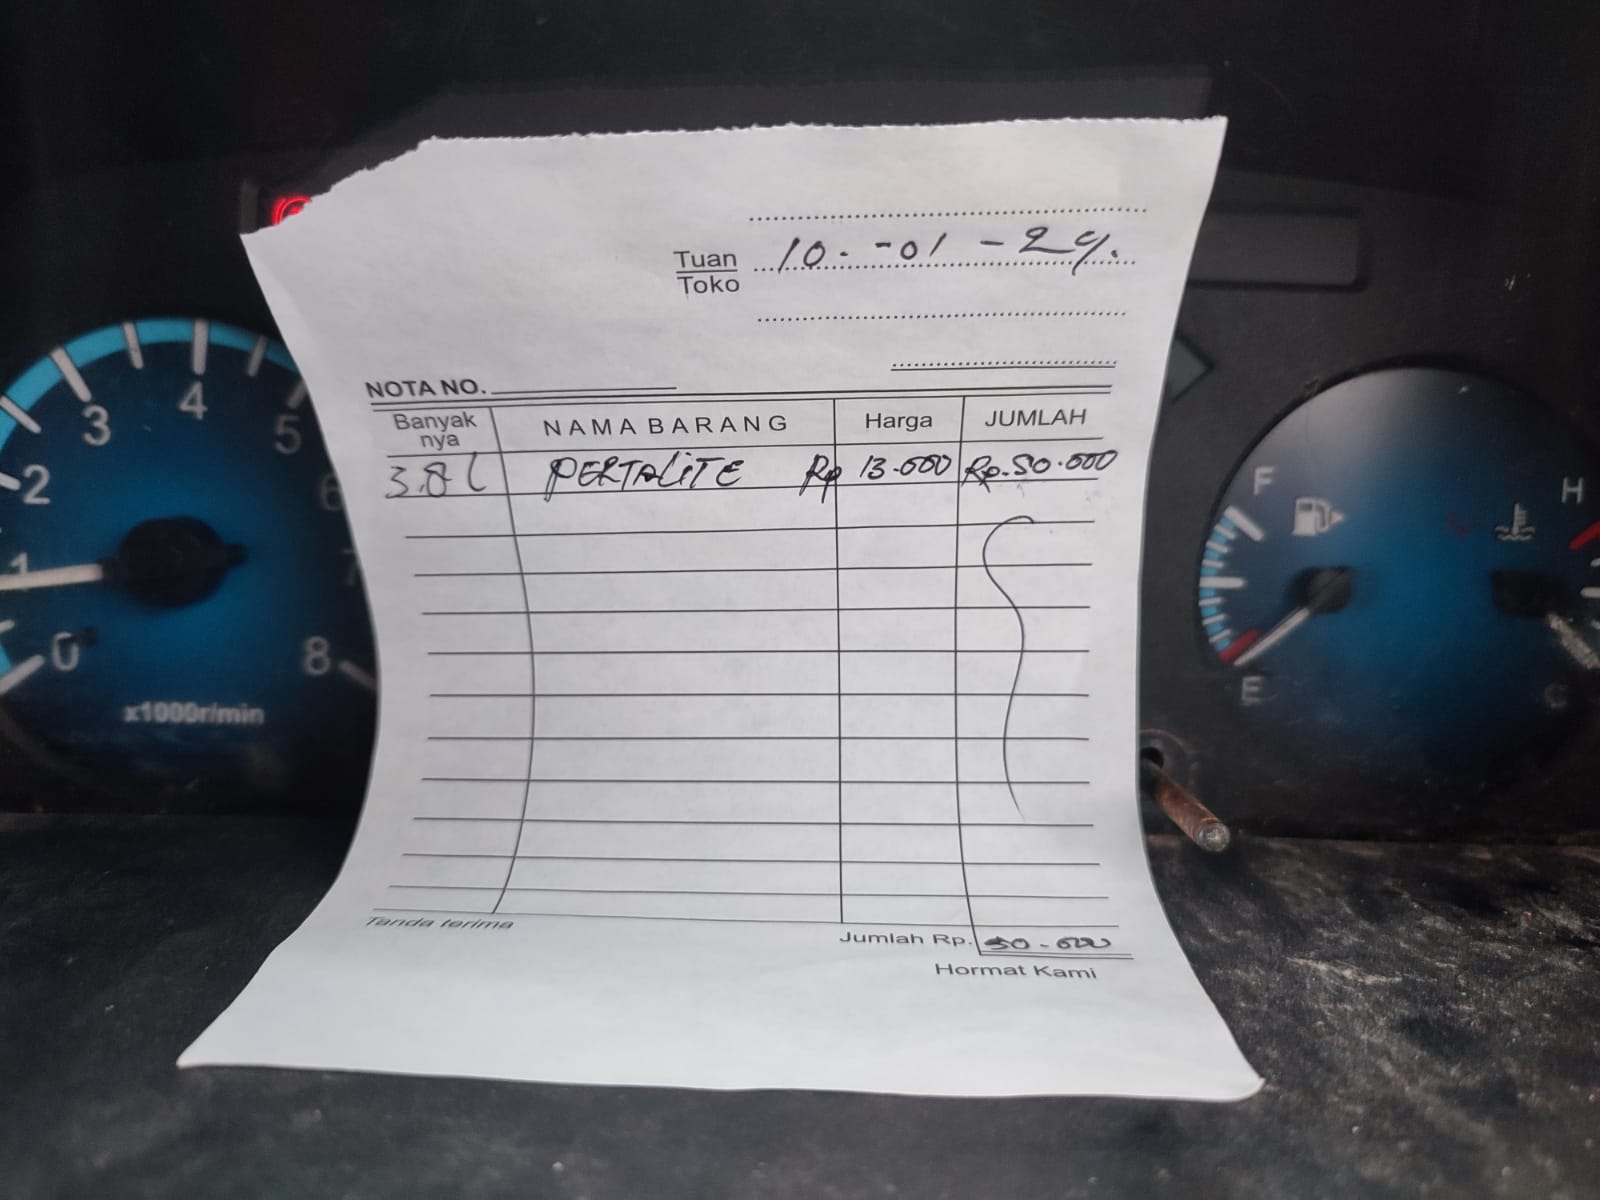 Tuan 10 - 01 - 24.
Toko
NOTA NO.
Banyak nya NAMA BARANG Harga JUMLAH
3.8 L PERTALITE Rp 13.000 Rp. 50.000
Tanda terima
Jumlah Rp. 50.000
Hormat Kami
1 2 3 4 5 6 7 8
0
x1000r/min
F
E
H
C